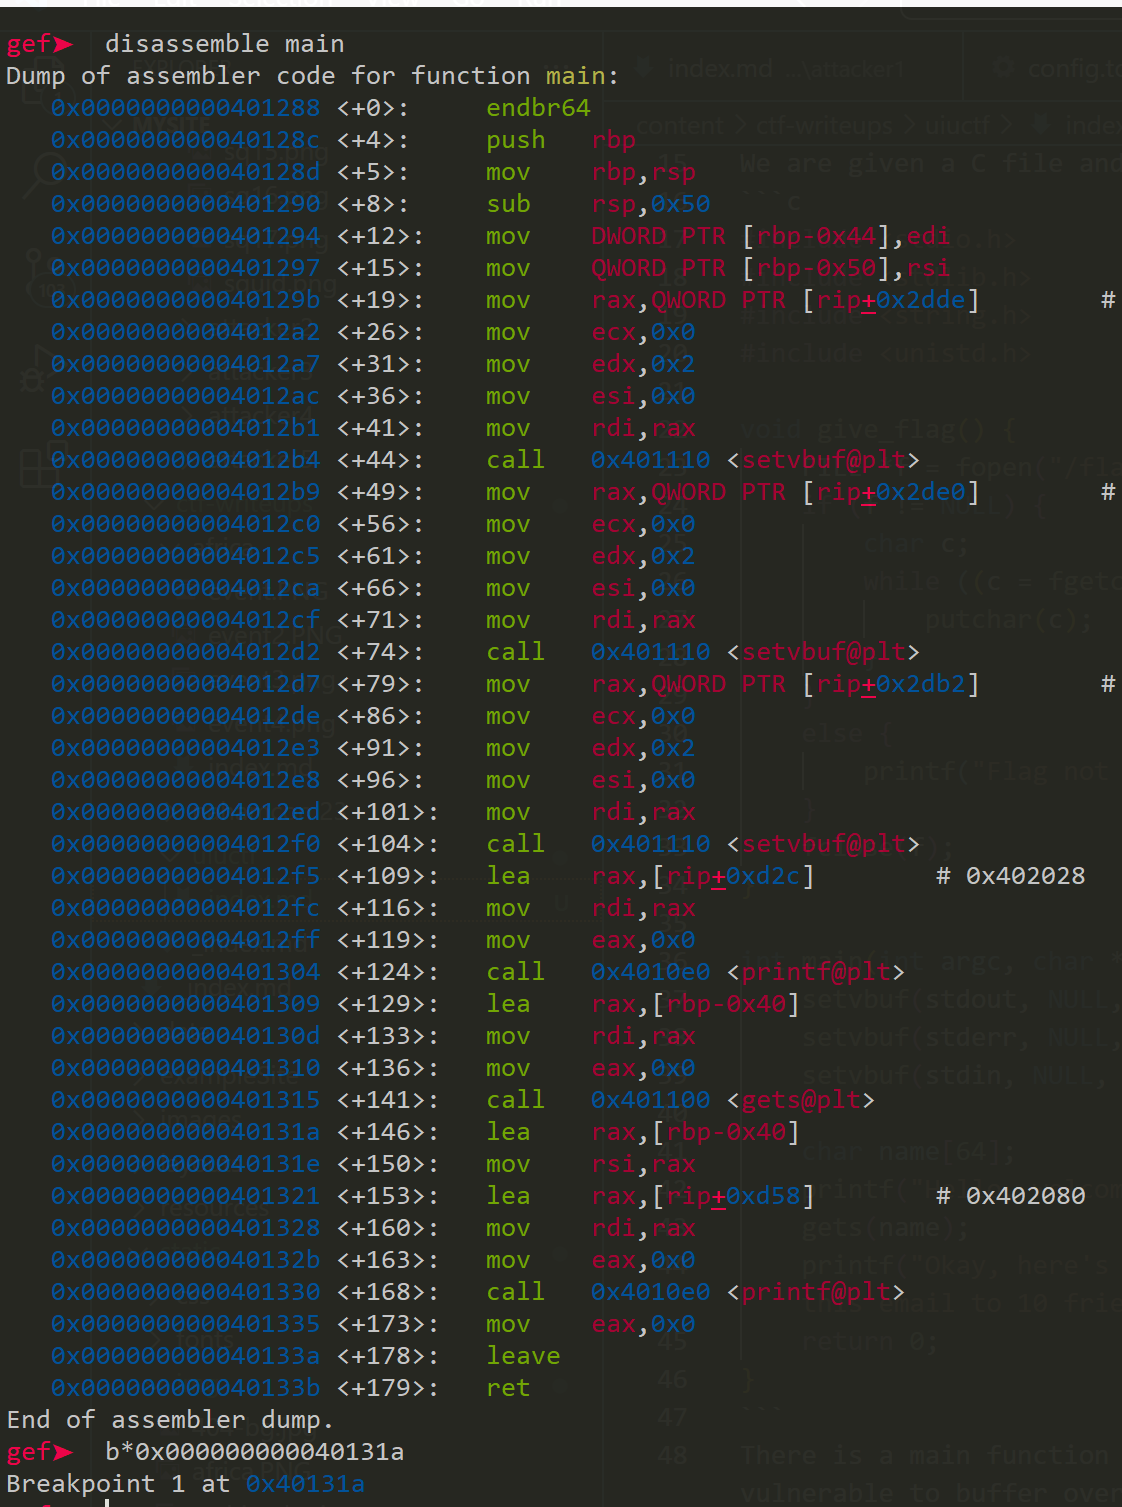 gef➤  disassemble main
Dump of assembler code for function main:
   0x0000000000401288 <+0>:     endbr64
   0x000000000040128c <+4>:     push   rbp
   0x000000000040128d <+5>:     mov    rbp,rsp
   0x0000000000401290 <+8>:     sub    rsp,0x50
   0x0000000000401294 <+12>:    mov    DWORD PTR [rbp-0x44],edi
   0x0000000000401297 <+15>:    mov    QWORD PTR [rbp-0x50],rsi
   0x000000000040129b <+19>:    mov    rax,QWORD PTR [rip+0x2dde]        #
   0x00000000004012a2 <+26>:    mov    ecx,0x0
   0x00000000004012a7 <+31>:    mov    edx,0x2
   0x00000000004012ac <+36>:    mov    esi,0x0
   0x00000000004012b1 <+41>:    mov    rdi,rax
   0x00000000004012b4 <+44>:    call   0x401110 <setvbuf@plt>
   0x00000000004012b9 <+49>:    mov    rax,QWORD PTR [rip+0x2de0]        #
   0x00000000004012c0 <+56>:    mov    ecx,0x0
   0x00000000004012c5 <+61>:    mov    edx,0x2
   0x00000000004012ca <+66>:    mov    esi,0x0
   0x00000000004012cf <+71>:    mov    rdi,rax
   0x00000000004012d2 <+74>:    call   0x401110 <setvbuf@plt>
   0x00000000004012d7 <+79>:    mov    rax,QWORD PTR [rip+0x2db2]        #
   0x00000000004012de <+86>:    mov    ecx,0x0
   0x00000000004012e3 <+91>:    mov    edx,0x2
   0x00000000004012e8 <+96>:    mov    esi,0x0
   0x00000000004012ed <+101>:   mov    rdi,rax
   0x00000000004012f0 <+104>:   call   0x401110 <setvbuf@plt>
   0x00000000004012f5 <+109>:   lea    rax,[rip+0xd2c]        # 0x402028
   0x00000000004012fc <+116>:   mov    rdi,rax
   0x00000000004012ff <+119>:   mov    eax,0x0
   0x0000000000401304 <+124>:   call   0x4010e0 <printf@plt>
   0x0000000000401309 <+129>:   lea    rax,[rbp-0x40]
   0x000000000040130d <+133>:   mov    rdi,rax
   0x0000000000401310 <+136>:   mov    eax,0x0
   0x0000000000401315 <+141>:   call   0x401100 <gets@plt>
   0x000000000040131a <+146>:   lea    rax,[rbp-0x40]
   0x000000000040131e <+150>:   mov    rsi,rax
   0x0000000000401321 <+153>:   lea    rax,[rip+0xd58]        # 0x402080
   0x0000000000401328 <+160>:   mov    rdi,rax
   0x000000000040132b <+163>:   mov    eax,0x0
   0x0000000000401330 <+168>:   call   0x4010e0 <printf@plt>
   0x0000000000401335 <+173>:   mov    eax,0x0
   0x000000000040133a <+178>:   leave
   0x000000000040133b <+179>:   ret
End of assembler dump.
gef➤  b*0x000000000040131a
Breakpoint 1 at 0x40131a